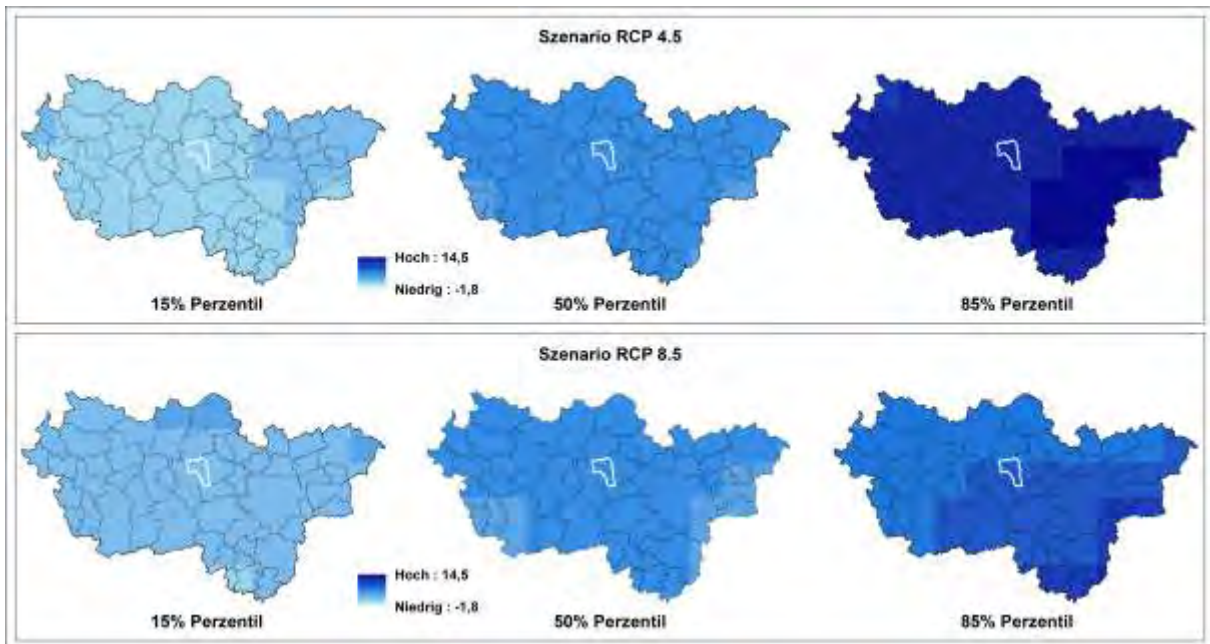 Szenario RCP 4.5
Hoch : 14,5
Niedrig : -1,8
15% Perzentil
50% Perzentil
85% Perzentil
Szenario RCP 8.5
Hoch : 14,5
Niedrig : -1,8
15% Perzentil
50% Perzentil
85% Perzentil